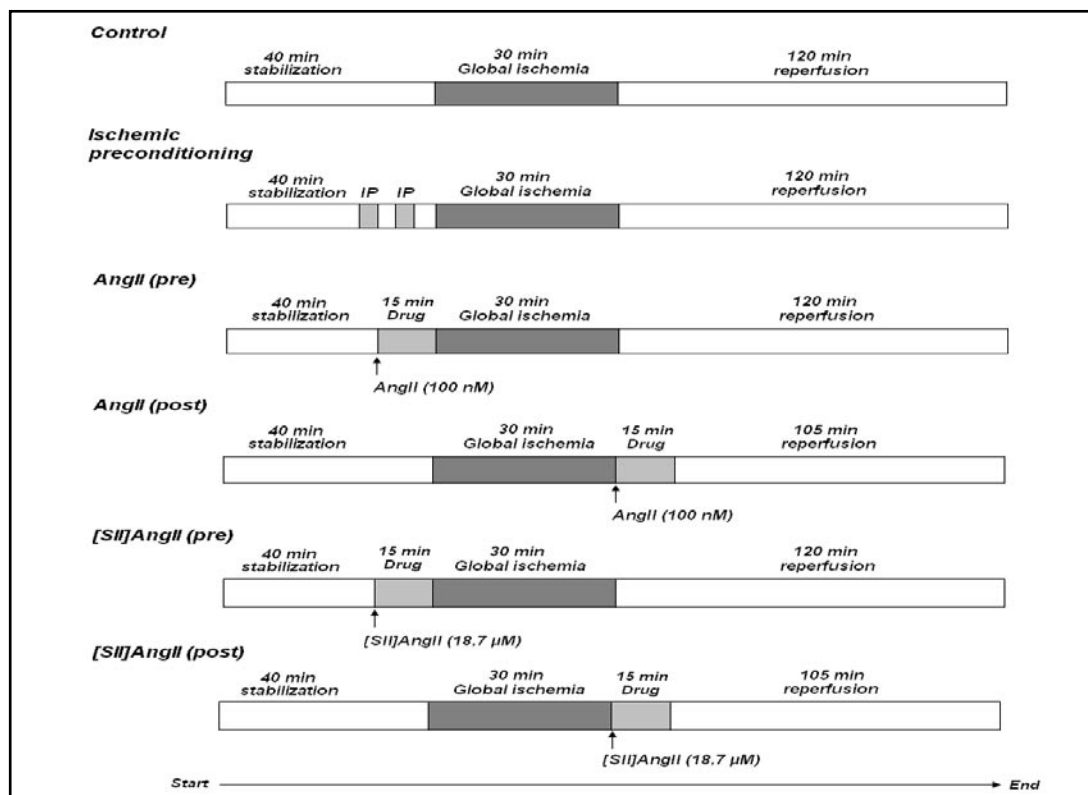 Control
40 min
stabilization
30 min
Global ischemia
120 min
reperfusion
Ischemic
preconditioning
40 min
stabilization
IP
IP
30 min
Global ischemia
120 min
reperfusion
AngII (pre)
40 min
stabilization
15 min
Drug
30 min
Global ischemia
120 min
reperfusion
AngII (100 nM)
AngII (post)
40 min
stabilization
30 min
Global ischemia
15 min
Drug
105 min
reperfusion
AngII (100 nM)
[SII]AngII (pre)
40 min
stabilization
15 min
Drug
30 min
Global ischemia
120 min
reperfusion
[SII]AngII (18.7 μM)
[SII]AngII (post)
40 min
stabilization
30 min
Global ischemia
15 min
Drug
105 min
reperfusion
[SII]AngII (18.7 μM)
Start
End